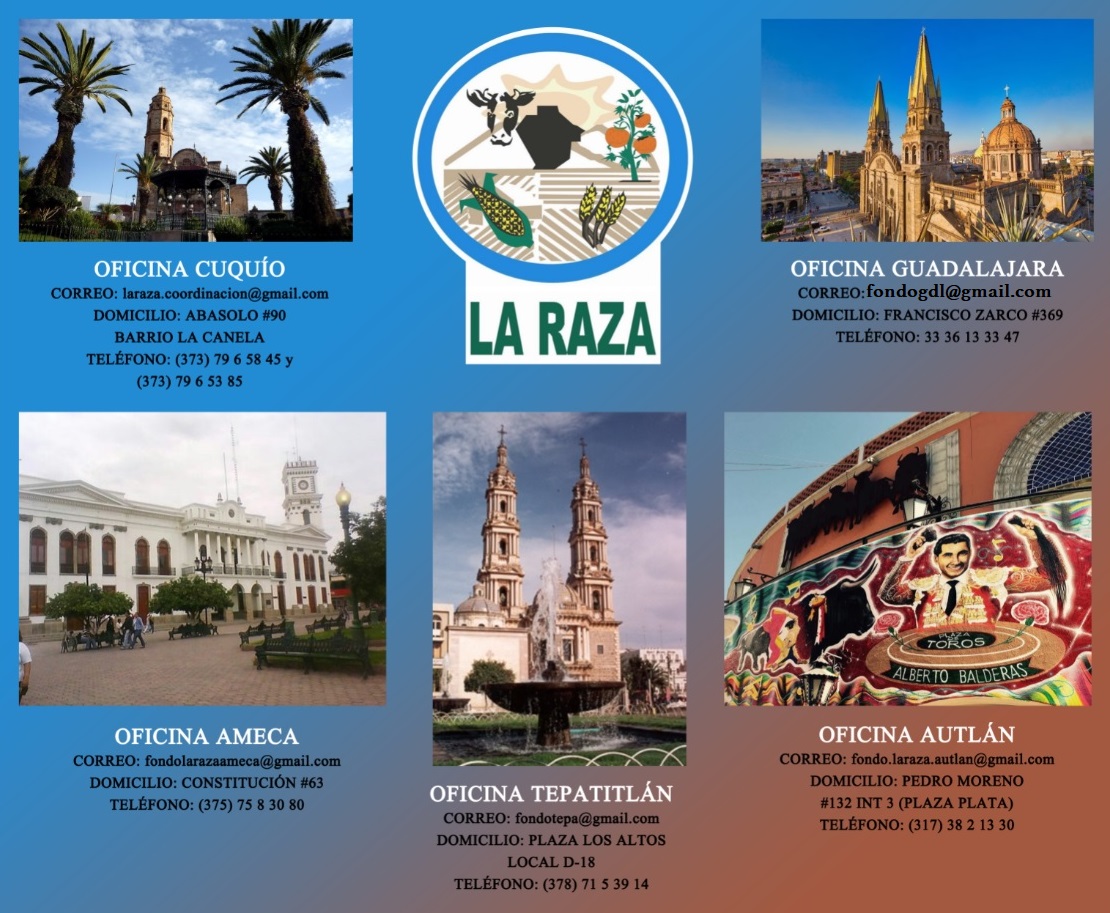 LA RAZA
OFICINA CUQUÍO
CORREO: laraza.coordinacion@gmail.com
DOMICILIO: ABASOLO #90
BARRIO LA CANELA
TELÉFONO: (373) 79 6 58 45 y
(373) 79 6 53 85
OFICINA GUADALAJARA
CORREO:fondogdl@gmail.com
DOMICILIO: FRANCISCO ZARCO #369
TELÉFONO: 33 36 13 33 47
OFICINA AMECA
CORREO: fondolarazaameca@gmail.com
DOMICILIO: CONSTITUCIÓN #63
TELÉFONO: (375) 75 8 30 80
OFICINA TEPATITLÁN
CORREO: fondotepa@gmail.com
DOMICILIO: PLAZA LOS ALTOS
LOCAL D-18
TELÉFONO: (378) 71 5 39 14
PLAZA
DE
TOROS
ALBERTO BALDERAS
OFICINA AUTLÁN
CORREO: fondo.laraza.autlan@gmail.com
DOMICILIO: PEDRO MORENO
#132 INT 3 (PLAZA PLATA)
TELÉFONO: (317) 38 2 13 30